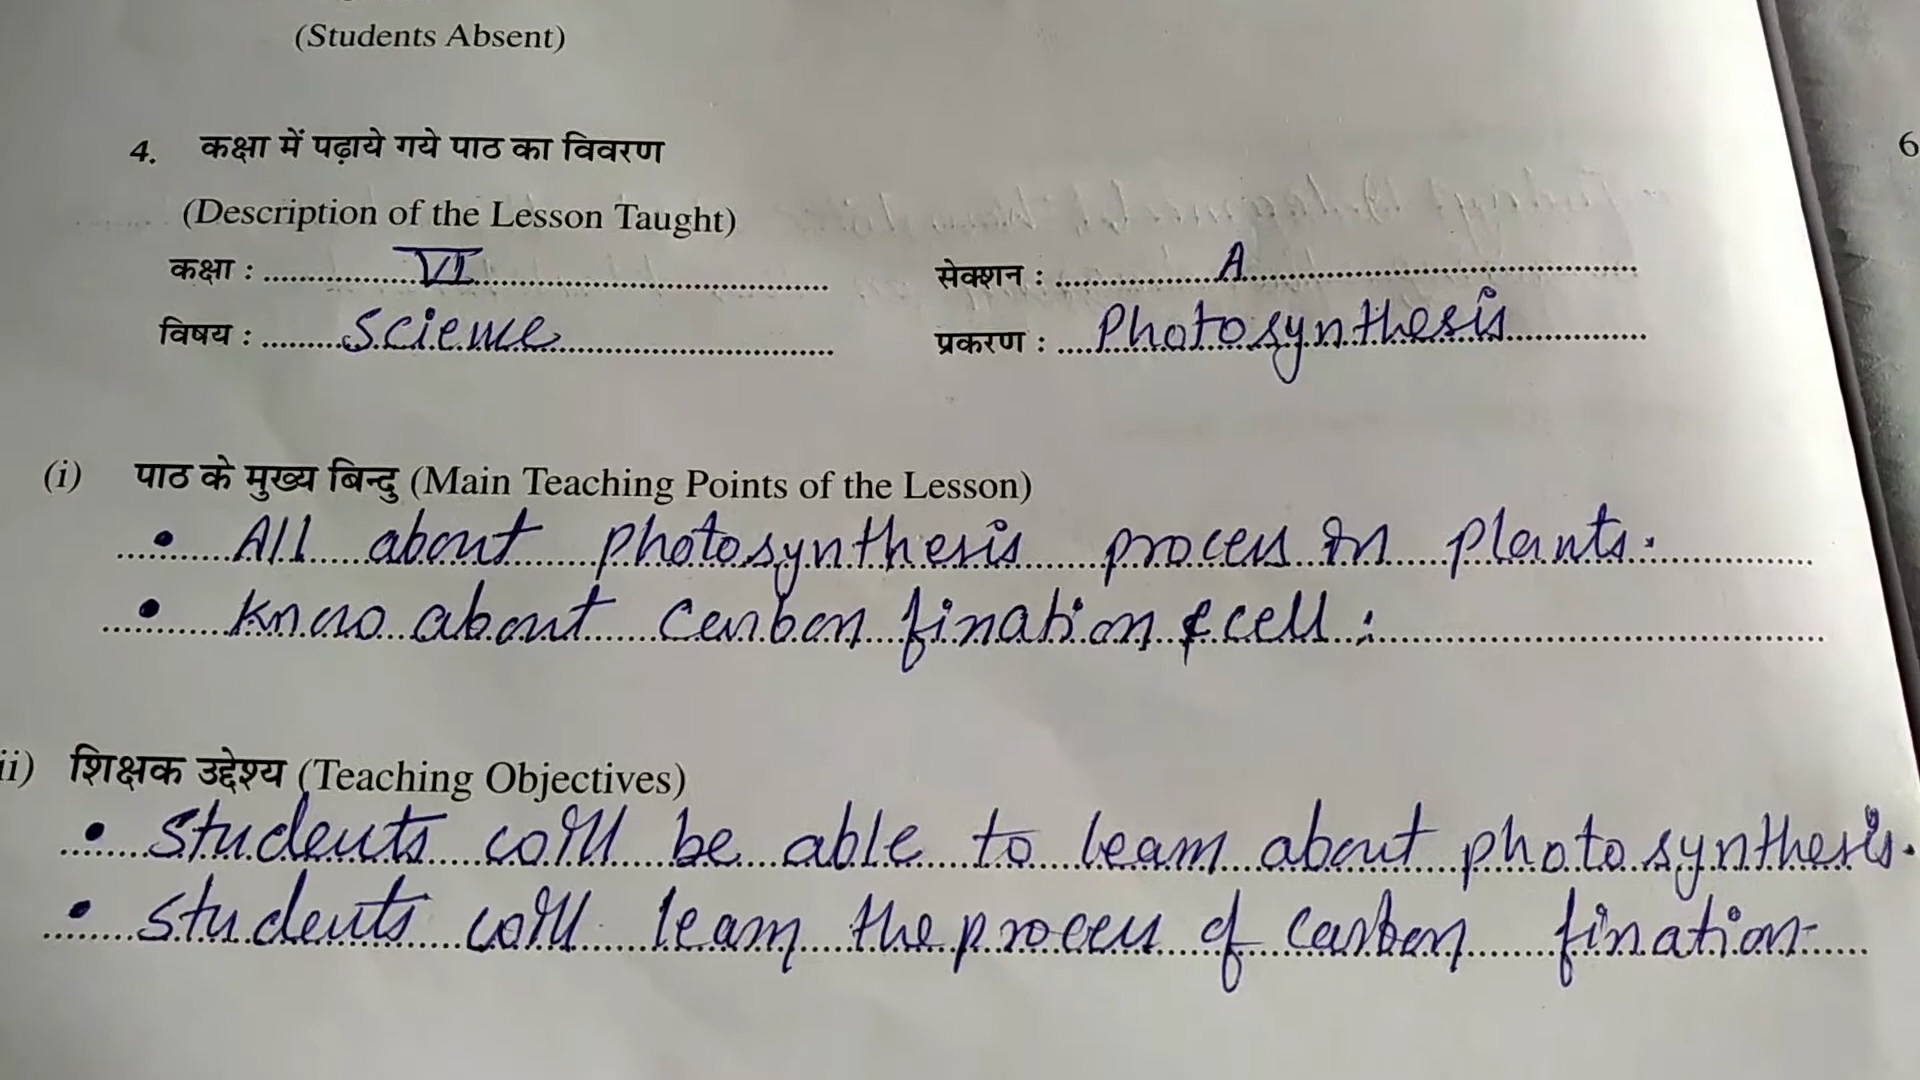 (Students Absent)
4. कक्षा में पढ़ाये गये पाठ का विवरण
(Description of the Lesson Taught)
कक्षा : VI सेक्शन : A
विषय : Science प्रकरण : Photosynthesis
6
(i) पाठ के मुख्य बिन्दु (Main Teaching Points of the Lesson)
• All about photosynthesis process in plants.
• Know about carbon fination & cell.
ii) शिक्षक उद्देश्य (Teaching Objectives)
• Students will be able to learn about photosynthesis.
• Students will learn the process of carbon fination